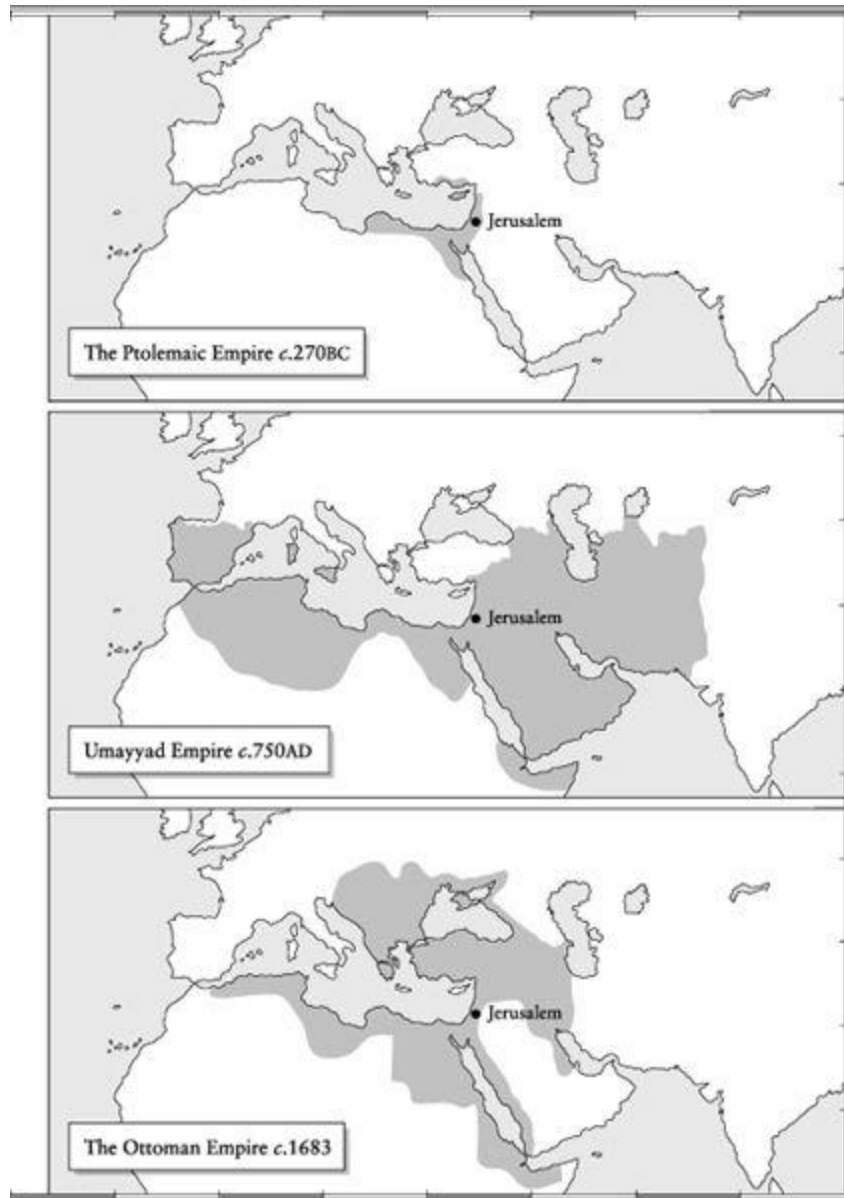 Jerusalem
The Ptolemaic Empire c.270BC
Jerusalem
Umayyad Empire c.750AD
Jerusalem
The Ottoman Empire c.1683